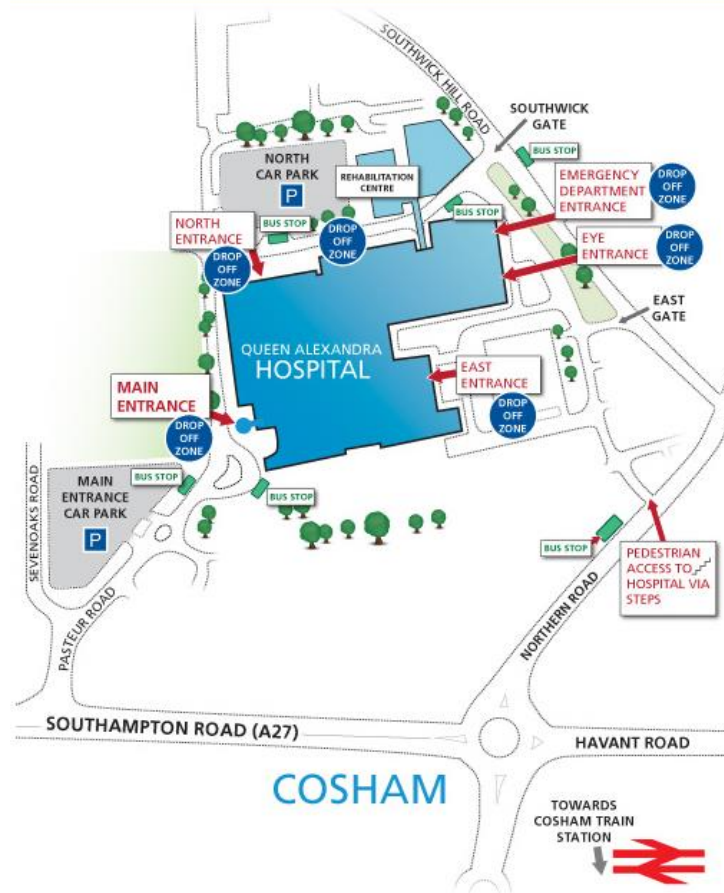 SOUTHWICK HILL ROAD
SOUTHWICK
GATE
BUS STOP
NORTH
CAR PARK
P
REHABILITATION
CENTRE
EMERGENCY
DEPARTMENT
ENTRANCE
DROP
OFF
ZONE
NORTH
ENTRANCE
BUS STOP
DROP
OFF
ZONE
BUS STOP
EYE
ENTRANCE
DROP
OFF
ZONE
DROP
OFF
ZONE
EAST
GATE
QUEEN ALEXANDRA
HOSPITAL
EAST
ENTRANCE
DROP
OFF
ZONE
MAIN
ENTRANCE
DROP
OFF
ZONE
SEVENOAKS ROAD
MAIN
ENTRANCE
CAR PARK
P
BUS STOP
BUS STOP
BUS STOP
PEDESTRIAN
ACCESS TO
HOSPITAL VIA
STEPS
PASTEUR ROAD
NORTHERN ROAD
SOUTHAMPTON ROAD (A27)
HAVANT ROAD
COSHAM
TOWARDS
COSHAM TRAIN
STATION